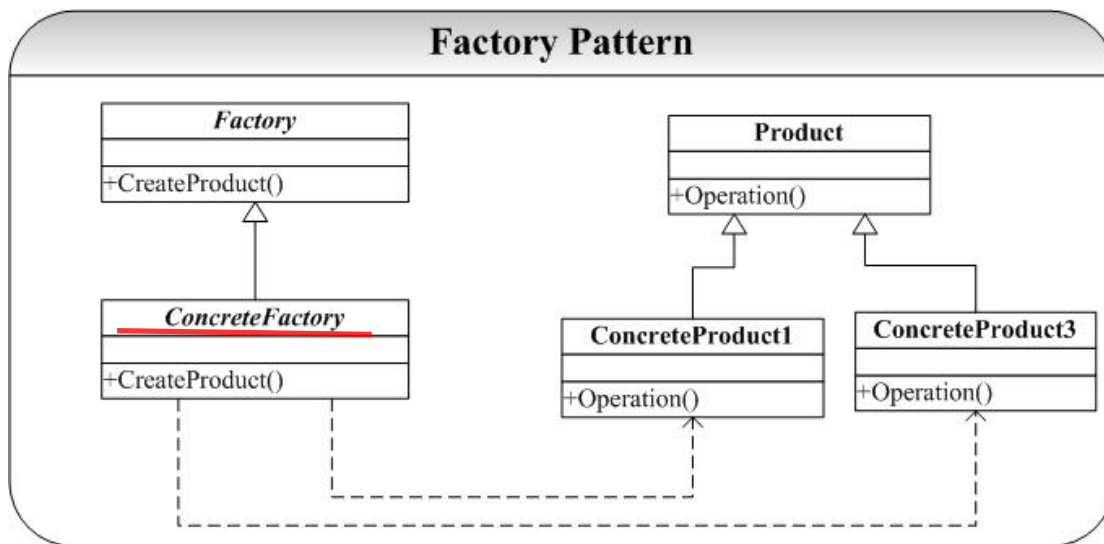 Factory Pattern
Factory
+CreateProduct()
Product
+Operation()
ConcreteFactory
+CreateProduct()
ConcreteProduct1
+Operation()
ConcreteProduct3
+Operation()